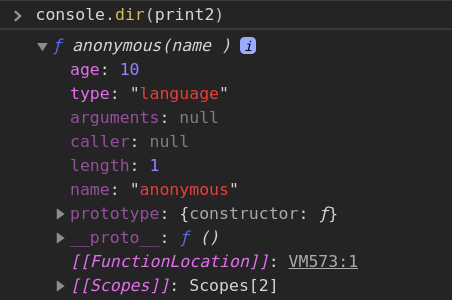 console.dir(print2)
ƒ anonymous(name ) i
age: 10
type: "language"
arguments: null
caller: null
length: 1
name: "anonymous"
prototype: {constructor: ƒ}
__proto__: ƒ ()
[[FunctionLocation]]: VM573:1
[[Scopes]]: Scopes[2]